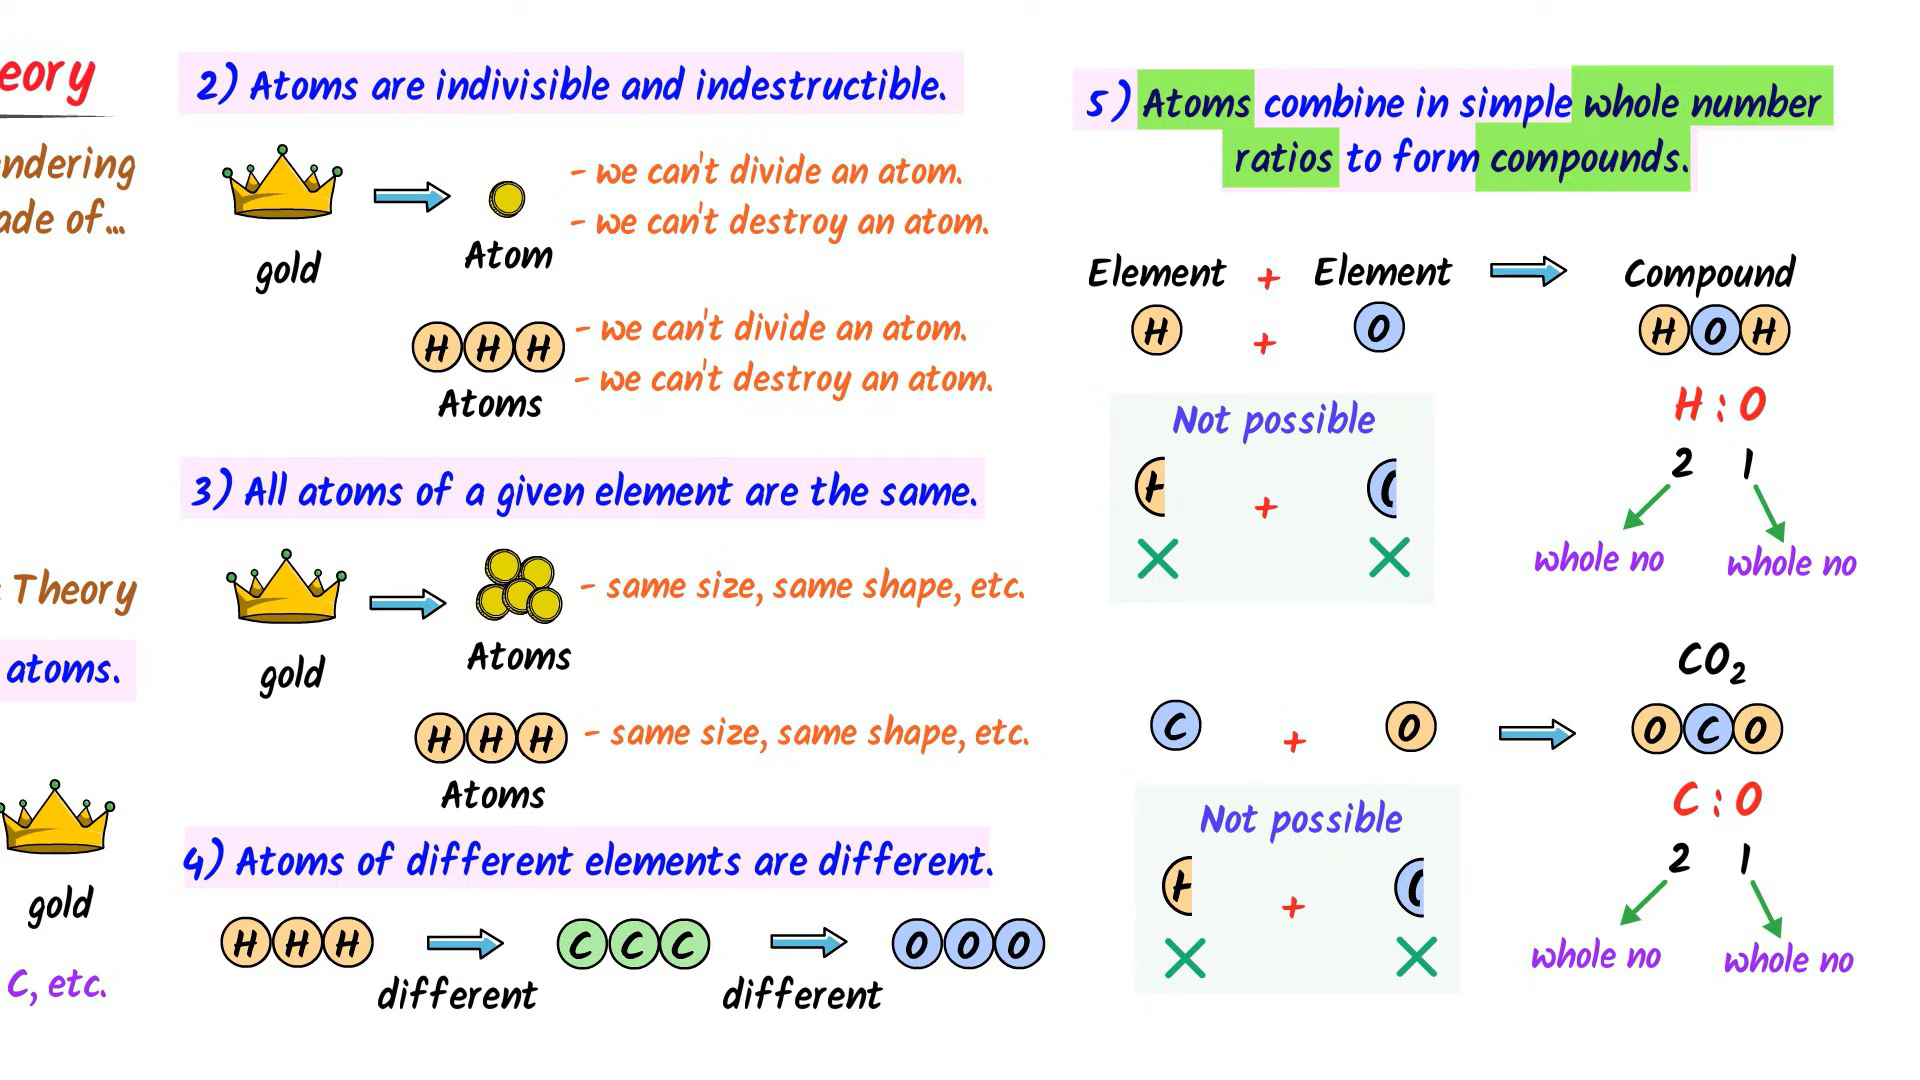 eory
ondering
ade of...
Theory
atoms.
gold
C, etc.
2) Atoms are indivisible and indestructible.
gold
Atom
- we can't divide an atom.
- we can't destroy an atom.
H H H
Atoms
- we can't divide an atom.
- we can't destroy an atom.
3) All atoms of a given element are the same.
gold
Atoms
- same size, same shape, etc.
H H H
Atoms
- same size, same shape, etc.
4) Atoms of different elements are different.
H H H
different
C C C
different
O O O
5) Atoms combine in simple whole number
ratios to form compounds.
Element + Element
Compound
H + O
H O H
H : O
2 1
whole no whole no
Not possible
H + O
CO₂
C + O
O C O
C : O
2 1
whole no whole no
Not possible
H + O